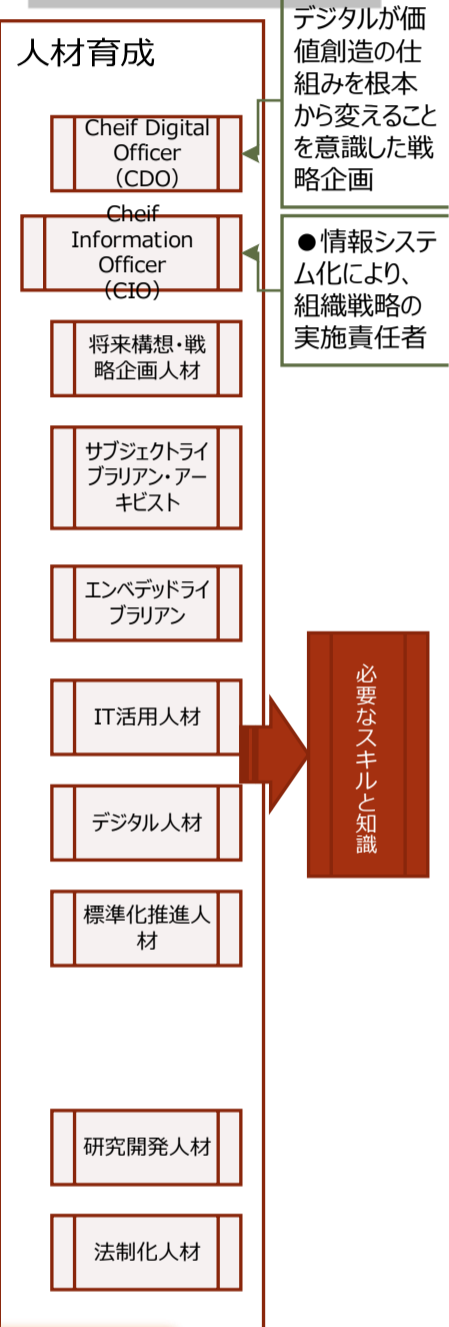 人材育成
デジタルが価
値創造の仕
組みを根本
から変えること
を意識した戦
略企画
Cheif Digital
Officer
（CDO）
Cheif
Information
Officer
（CIO）
●情報システ
ム化により、
組織戦略の
実施責任者
将来構想・戦
略企画人材
サブジェクトライ
ブラリアン・アー
キビスト
エンベデッドライ
ブラリアン
IT活用人材
デジタル人材
標準化推進人
材
研究開発人材
法制化人材
必要なスキルと知識